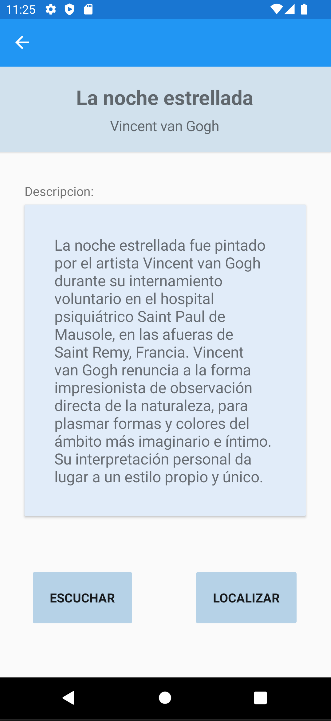 11:25
La noche estrellada
Vincent van Gogh
Descripcion:
La noche estrellada fue pintado
por el artista Vincent van Gogh
durante su internamiento
voluntario en el hospital
psiquiátrico Saint Paul de
Mausole, en las afueras de
Saint Remy, Francia. Vincent
van Gogh renuncia a la forma
impresionista de observación
directa de la naturaleza, para
plasmar formas y colores del
ámbito más imaginario e íntimo.
Su interpretación personal da
lugar a un estilo propio y único.
ESCUCHAR
LOCALIZAR